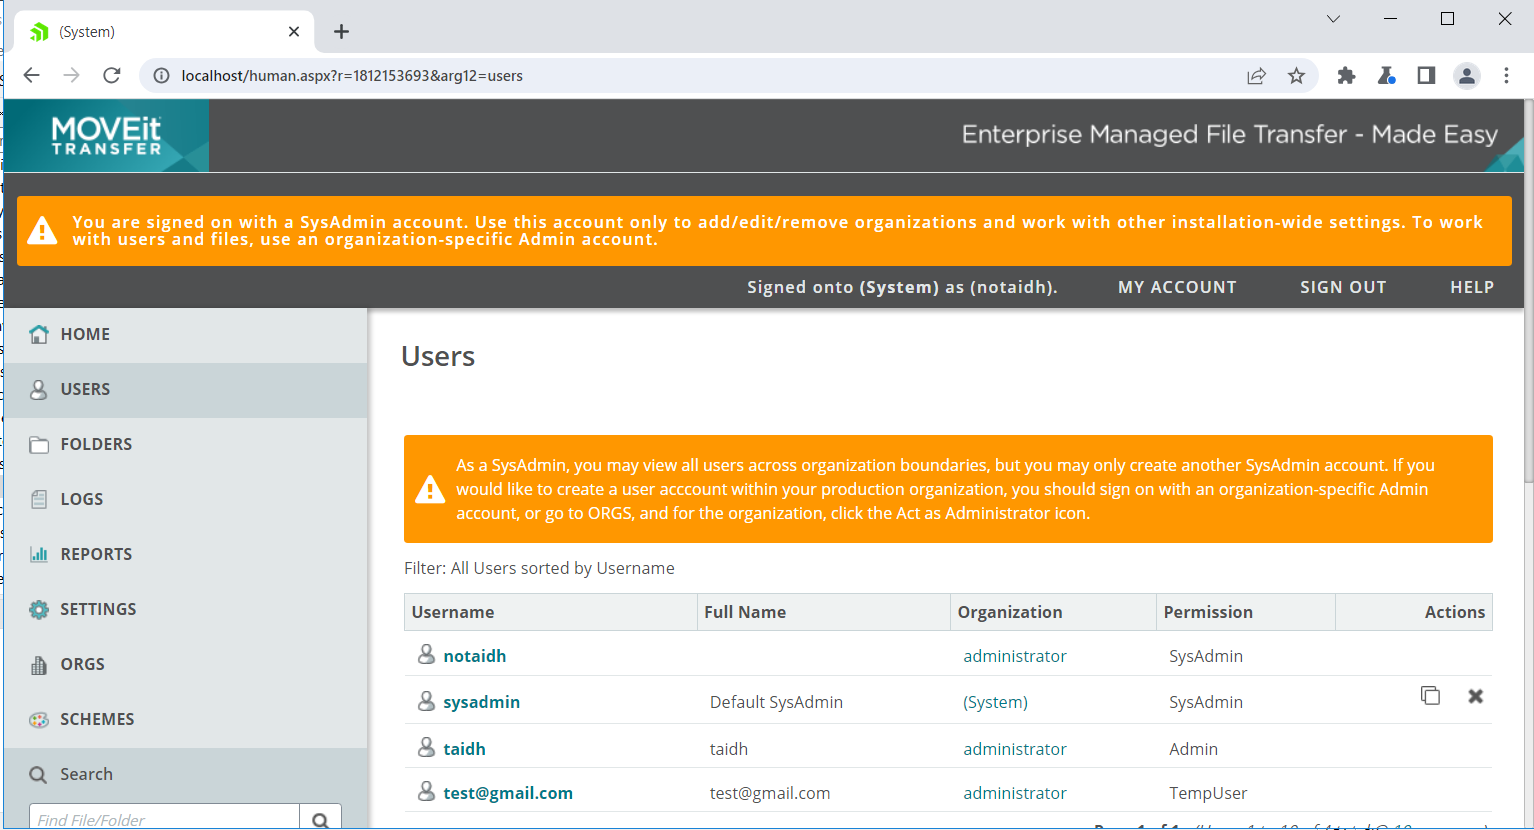 (System)
localhost/human.aspx?r=1812153693&arg12=users
MOVEit
TRANSFER
Enterprise Managed File Transfer - Made Easy
You are signed on with a SysAdmin account. Use this account only to add/edit/remove organizations and work with other installation-wide settings. To work
with users and files, use an organization-specific Admin account.
Signed onto (System) as (notaidh). MY ACCOUNT SIGN OUT HELP
HOME
USERS
FOLDERS
LOGS
REPORTS
SETTINGS
ORGS
SCHEMES
Search
Find File/Folder
Users
As a SysAdmin, you may view all users across organization boundaries, but you may only create another SysAdmin account. If you
would like to create a user acccount within your production organization, you should sign on with an organization-specific Admin
account, or go to ORGS, and for the organization, click the Act as Administrator icon.
Filter: All Users sorted by Username
Username Full Name Organization Permission Actions
notaidh administrator SysAdmin
sysadmin Default SysAdmin (System) SysAdmin
taidh taidh administrator Admin
test@gmail.com test@gmail.com administrator TempUser